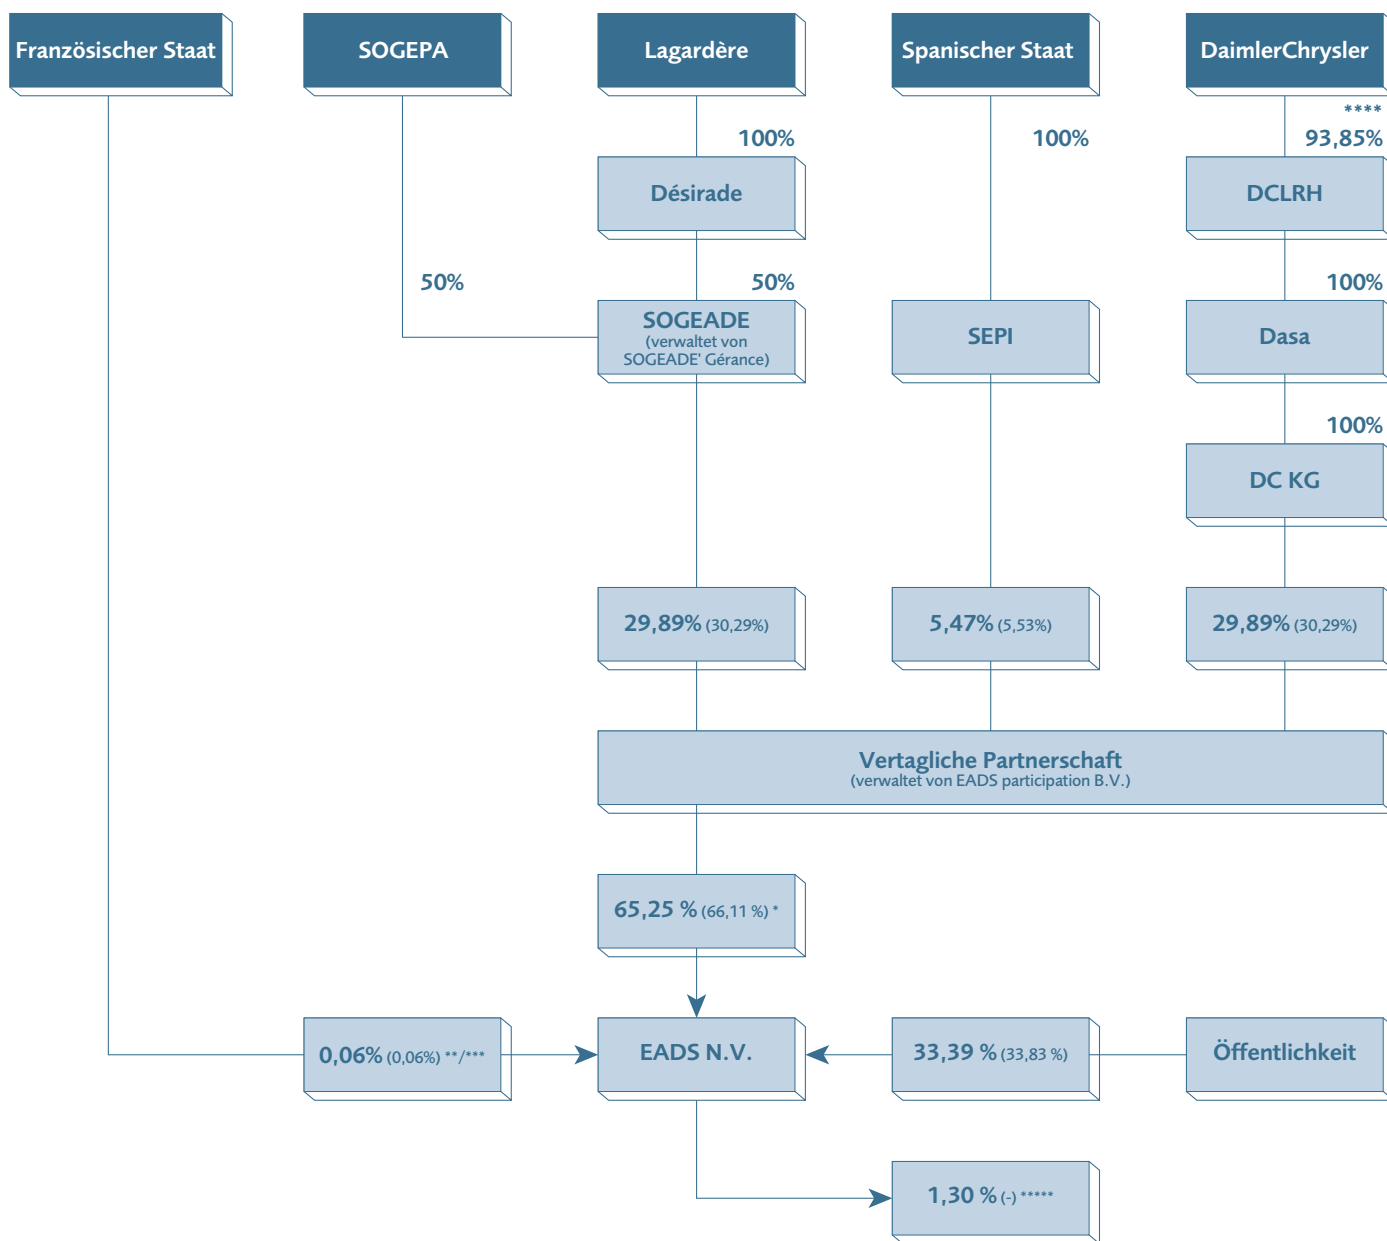 Französischer Staat
SOGEPA
Lagardère
Spanischer Staat
DaimlerChrysler
****
100%
100%
93,85%
Désirade
DCLRH
50%
50%
100%
SOGEADE
(verwaltet von
SOGEADE' Gérance)
SEPI
Dasa
100%
DC KG
29,89% (30,29%)
5,47% (5,53%)
29,89% (30,29%)
Vertagliche Partnerschaft
(verwaltet von EADS participation B.V.)
65,25 % (66,11 %) *
0,06% (0,06%) **/***
EADS N.V.
33,39 % (33,83 %)
Öffentlichkeit
1,30 % (-) *****